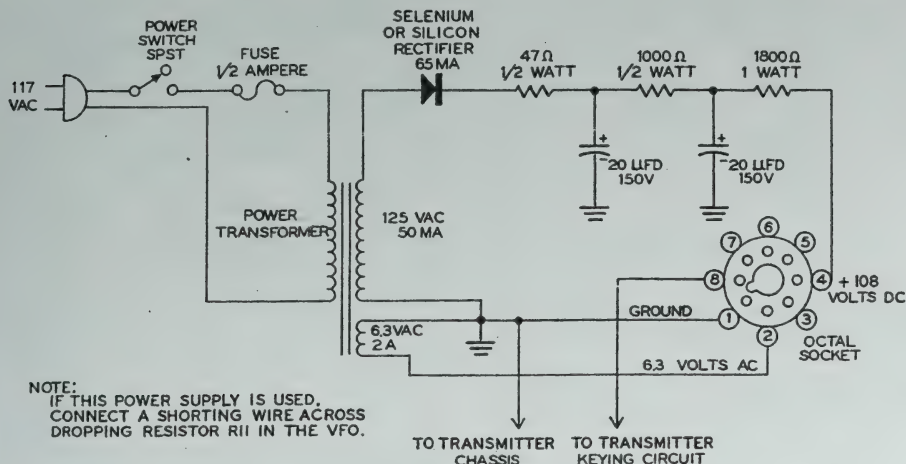 POWER
SWITCH
SPST
117
VAC
FUSE
1/2 AMPERE
SELENIUM
OR SILICON
RECTIFIER
65 MA
47Ω
1/2 WATT
1000Ω
1/2 WATT
1800Ω
1 WATT
+
-20 UFD
150V
+
-20 UFD
150V
POWER
TRANSFORMER
125 VAC
50 MA
6.3VAC
2 A
GROUND
6.3 VOLTS AC
6
7
5
8
4
1
3
2
+108
VOLTS DC
OCTAL
SOCKET
NOTE:
IF THIS POWER SUPPLY IS USED,
CONNECT A SHORTING WIRE ACROSS
DROPPING RESISTOR R11 IN THE VFO.
TO TRANSMITTER
CHASSIS
TO TRANSMITTER
KEYING CIRCUIT